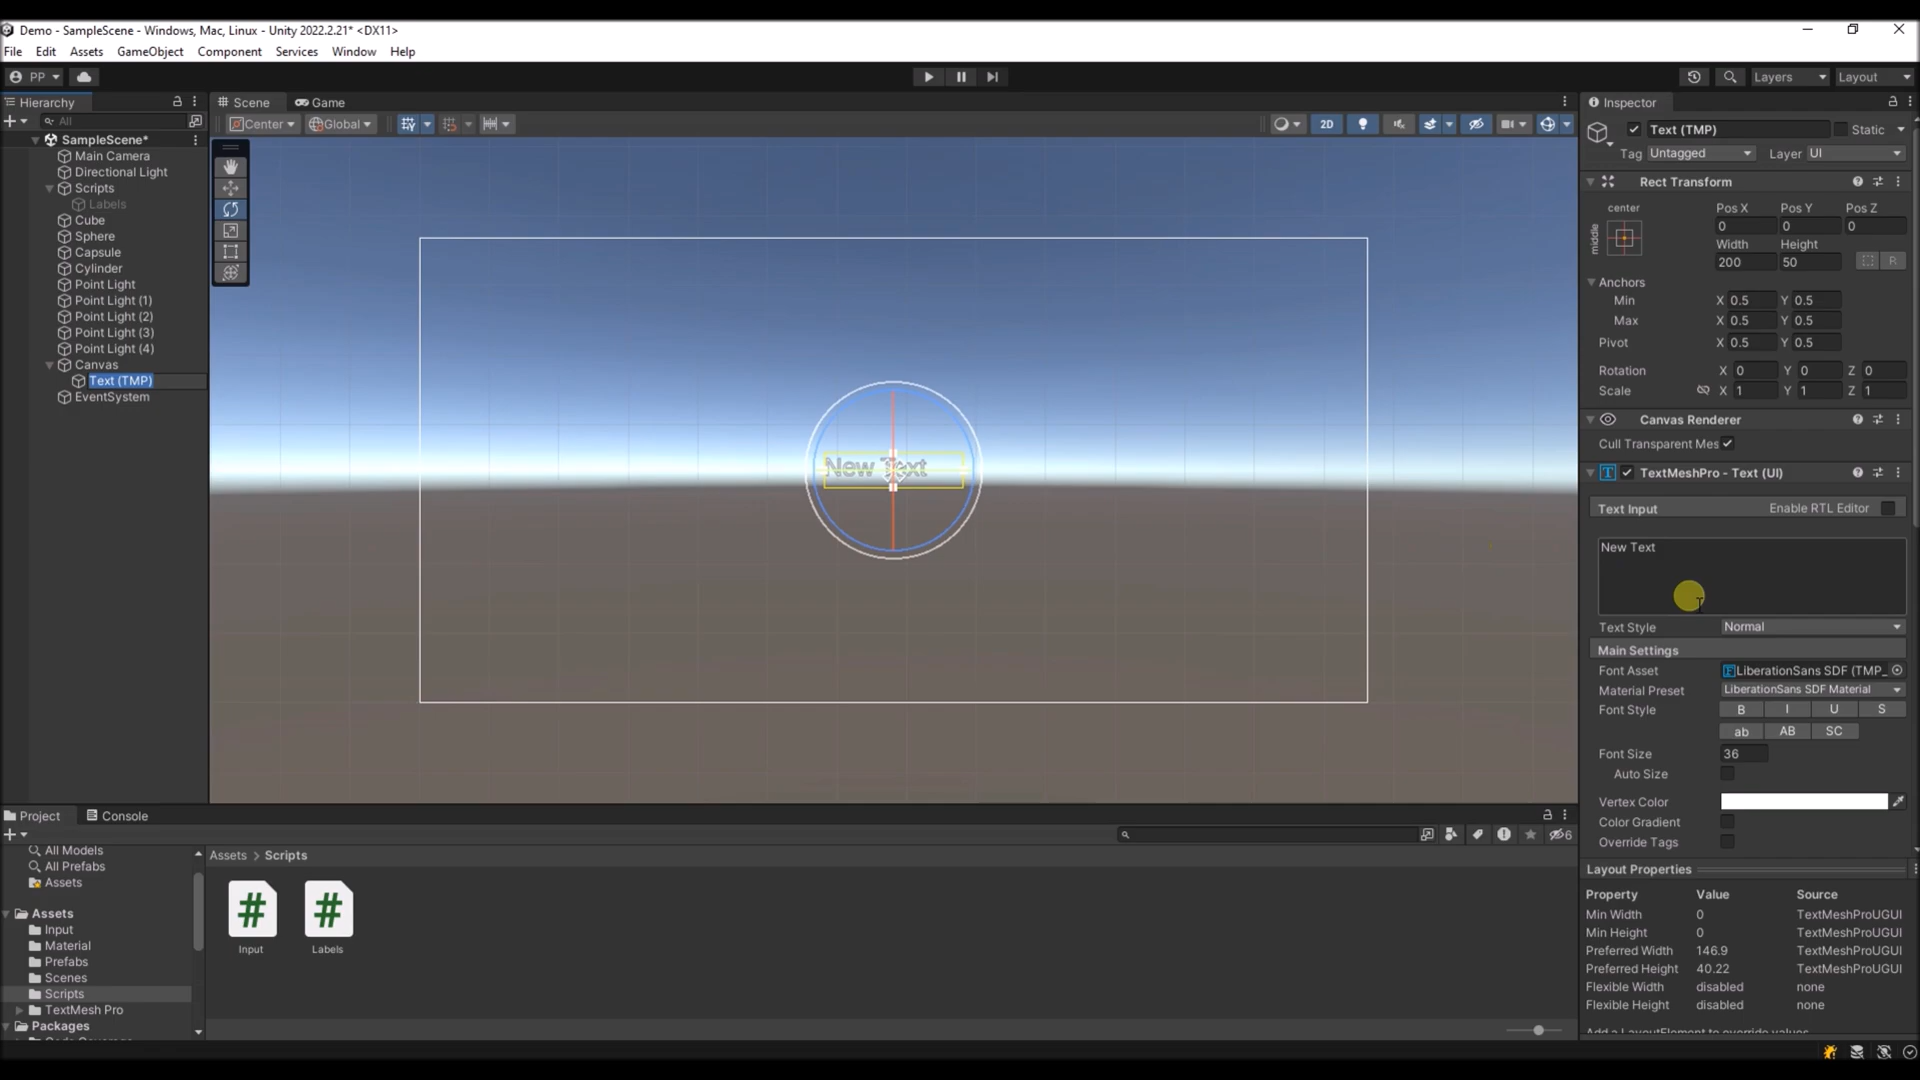 Demo - SampleScene - Windows, Mac, Linux - Unity 2022.2.21* <DX11>
File Edit Assets GameObject Component Services Window Help
PP
Layers Layout
Hierarchy
All
SampleScene*
Main Camera
Directional Light
Scripts
Labels
Cube
Sphere
Capsule
Cylinder
Point Light
Point Light (1)
Point Light (2)
Point Light (3)
Point Light (4)
Canvas
Text (TMP)
EventSystem
Scene Game
Center Global 2D
New Text
Inspector
Text (TMP) Static
Tag Untagged Layer UI
Rect Transform
center
middle
Pos X Pos Y Pos Z
0 0 0
Width Height
200 50 R
Anchors
Min X 0.5 Y 0.5
Max X 0.5 Y 0.5
Pivot X 0.5 Y 0.5
Rotation X 0 Y 0 Z 0
Scale X 1 Y 1 Z 1
Canvas Renderer
Cull Transparent Mes
TextMeshPro - Text (UI)
Text Input Enable RTL Editor
New Text
Text Style Normal
Main Settings
Font Asset LiberationSans SDF (TMP_
Material Preset LiberationSans SDF Material
Font Style B I U S
ab AB SC
Font Size 36
Auto Size
Vertex Color
Color Gradient
Override Tags
Layout Properties
Property Value Source
Min Width 0 TextMeshProUGUI
Min Height 0 TextMeshProUGUI
Preferred Width 146.9 TextMeshProUGUI
Preferred Height 40.22 TextMeshProUGUI
Flexible Width disabled none
Flexible Height disabled none
Add a LayoutElement to override values
Project Console
6
All Models
All Prefabs
Assets
Assets
Input
Material
Prefabs
Scenes
Scripts
TextMesh Pro
Packages
Assets > Scripts
Input Labels